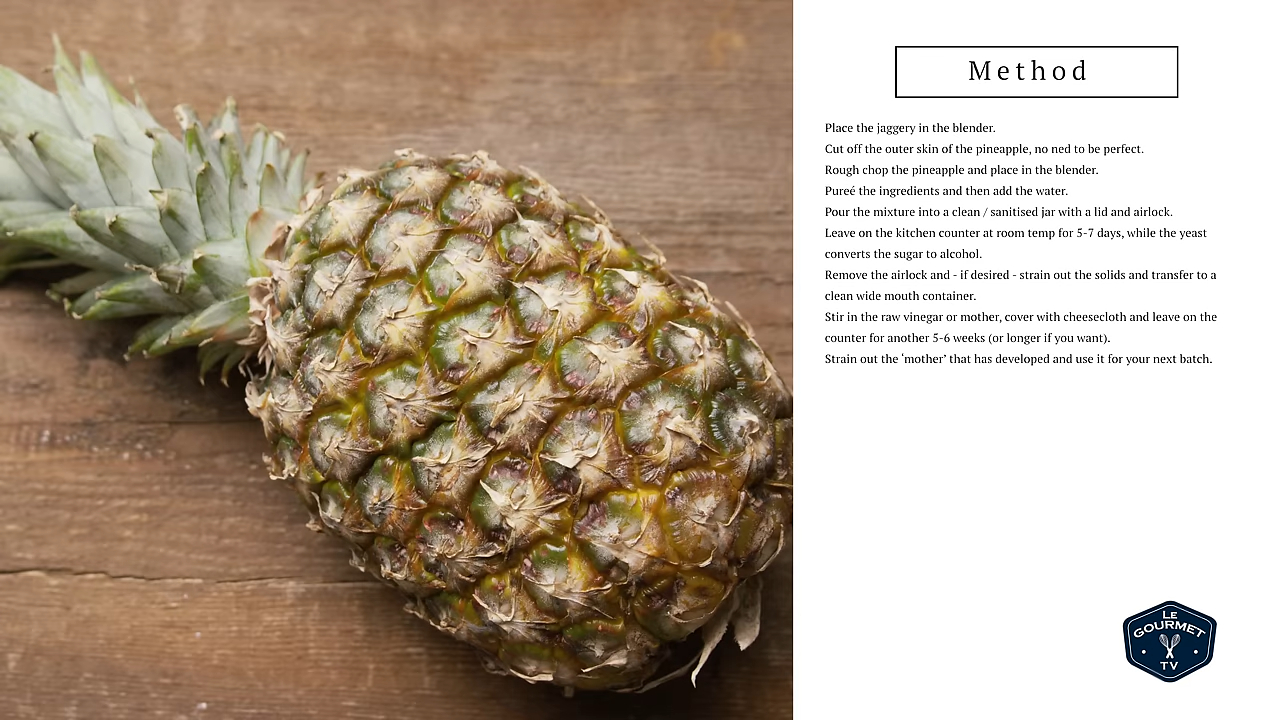 Method
Place the jaggery in the blender.
Cut off the outer skin of the pineapple, no ned to be perfect.
Rough chop the pineapple and place in the blender.
Pureé the ingredients and then add the water.
Pour the mixture into a clean / sanitised jar with a lid and airlock.
Leave on the kitchen counter at room temp for 5-7 days, while the yeast
converts the sugar to alcohol.
Remove the airlock and - if desired - strain out the solids and transfer to a
clean wide mouth container.
Stir in the raw vinegar or mother, cover with cheesecloth and leave on the
counter for another 5-6 weeks (or longer if you want).
Strain out the ‘mother’ that has developed and use it for your next batch.
LE
GOURMET
TV